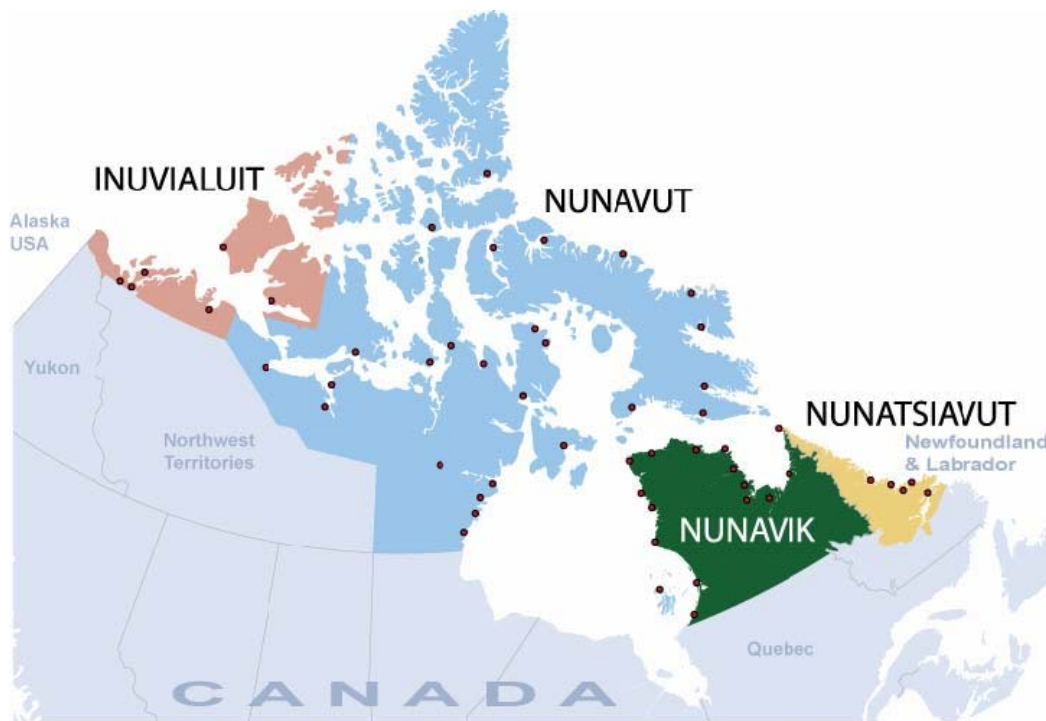 INUVIALUIT
NUNAVUT
Alaska
USA
Yukon
Northwest
Territories
NUNATSIAVUT
Newfoundland
& Labrador
NUNAVIK
Quebec
CANADA